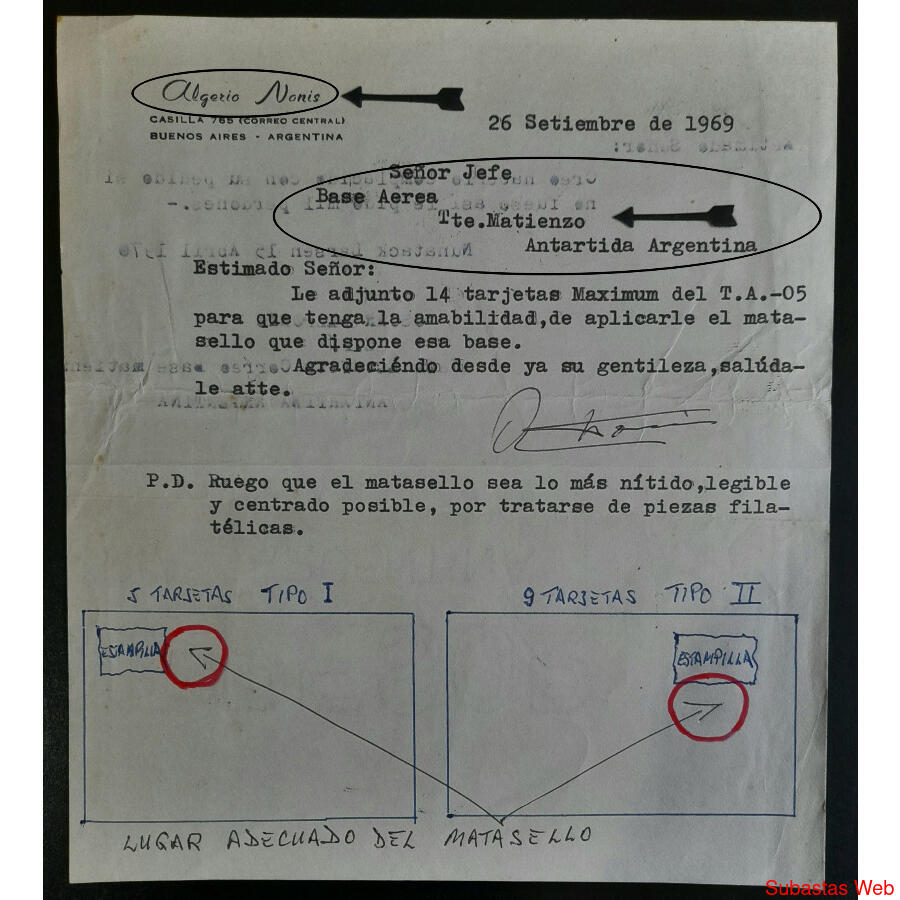 Algerio Nonis
CASILLA 765 (CORREO CENTRAL)
BUENOS AIRES - ARGENTINA
26 Setiembre de 1969
Señor Jefe
Base Aerea
Tte.Matienzo
Antartida Argentina
Estimado Señor:
Le adjunto 14 tarjetas Maximum del T.A.-05
para que tenga la amabilidad,de aplicarle el mata-
sello que dispone esa base.
Agradeciéndo desde ya su gentileza,salúda-
le atte.
P.D. Ruego que el matasello sea lo más nítido,legible
y centrado posible, por tratarse de piezas fila-
télicas.
5 TARJETAS TIPO I
9 TARJETAS TIPO II
ESTAMPILLA
ESTAMPILLA
LUGAR ADECUADO DEL MATASELLO
Subastas Web